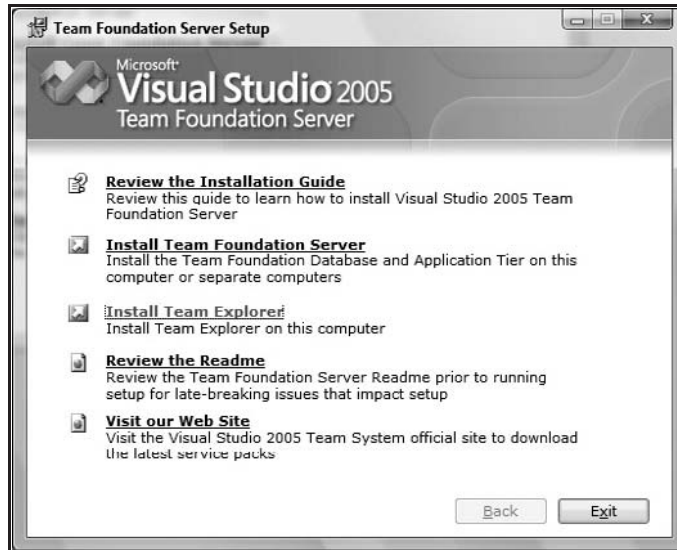 Team Foundation Server Setup
Microsoft
Visual Studio 2005
Team Foundation Server
Review the Installation Guide
Review this guide to learn how to install Visual Studio 2005 Team
Foundation Server
Install Team Foundation Server
Install the Team Foundation Database and Application Tier on this
computer or separate computers
Install Team Explorer
Install Team Explorer on this computer
Review the Readme
Review the Team Foundation Server Readme prior to running
setup for late-breaking issues that impact setup
Visit our Web Site
Visit the Visual Studio 2005 Team System official site to download
the latest service packs
Back
Exit